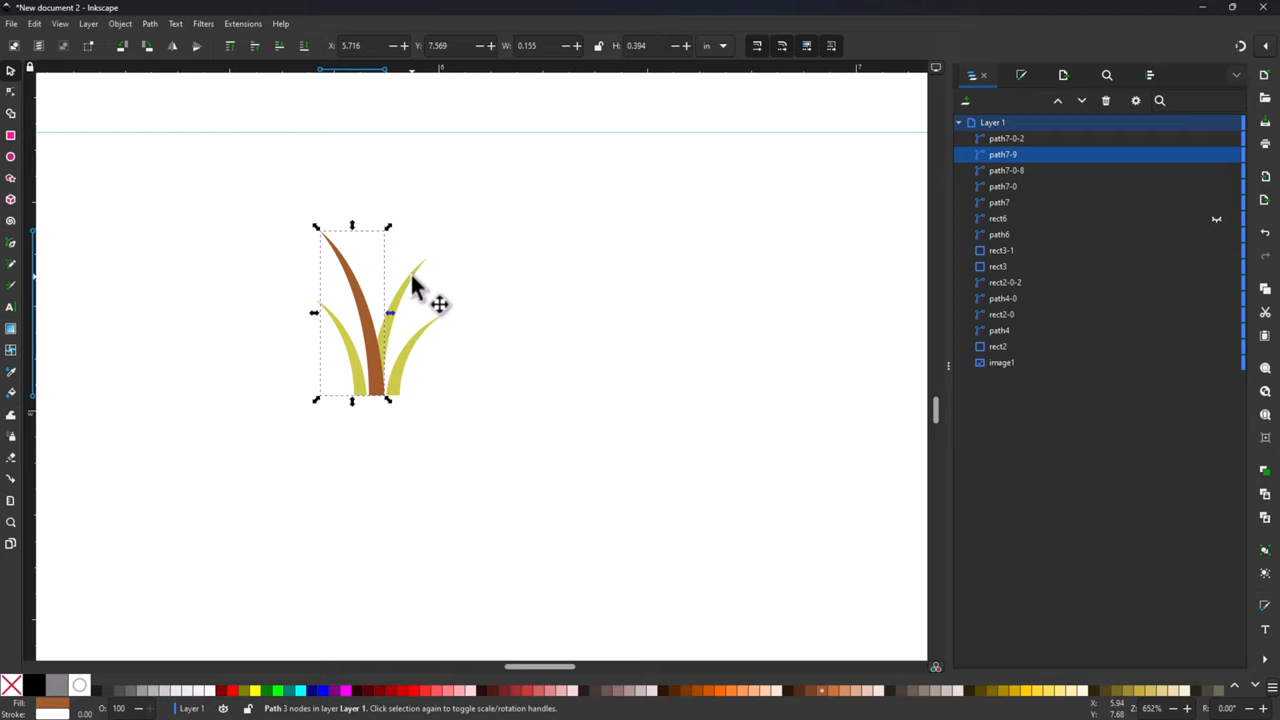 *New document 2 - Inkscape
File Edit View Layer Object Path Text Filters Extensions Help
X: 5.716 Y: 7.569 W: 0.155 H: 0.394 in
6
7
Layer 1
path7-0-2
path7-9
path7-0-8
path7-0
path7
rect6
path6
rect3-1
rect3
rect2-0-2
path4-0
rect2-0
path4
rect2
image1
Fill: O: 100 Layer 1 Path 3 nodes in layer Layer 1. Click selection again to toggle scale/rotation handles. X: 5.94 Z: 652% R: 0.00°
Stroke: 0.00 Y: 7.68